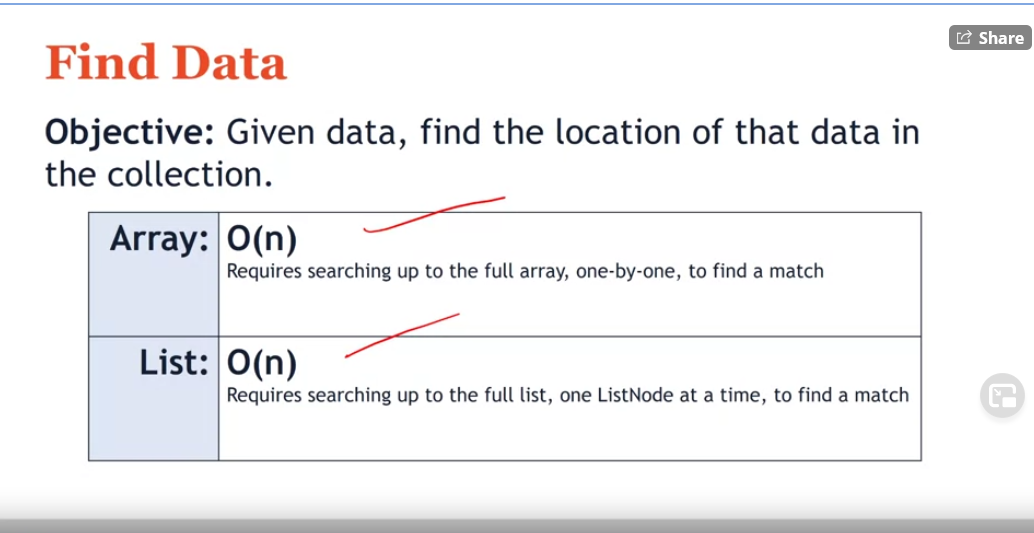 Share
Find Data
Objective: Given data, find the location of that data in
the collection.
Array: O(n)
Requires searching up to the full array, one-by-one, to find a match
List: O(n)
Requires searching up to the full list, one ListNode at a time, to find a match